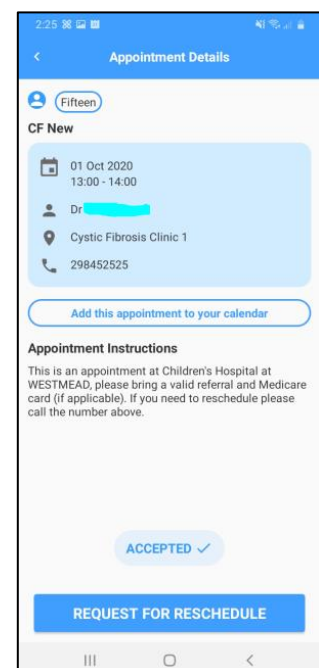 2:25
Appointment Details
Fifteen
CF New
01 Oct 2020
13:00 - 14:00
Dr
Cystic Fibrosis Clinic 1
298452525
Add this appointment to your calendar
Appointment Instructions
This is an appointment at Children's Hospital at
WESTMEAD, please bring a valid referral and Medicare
card (if applicable). If you need to reschedule please
call the number above.
ACCEPTED
REQUEST FOR RESCHEDULE